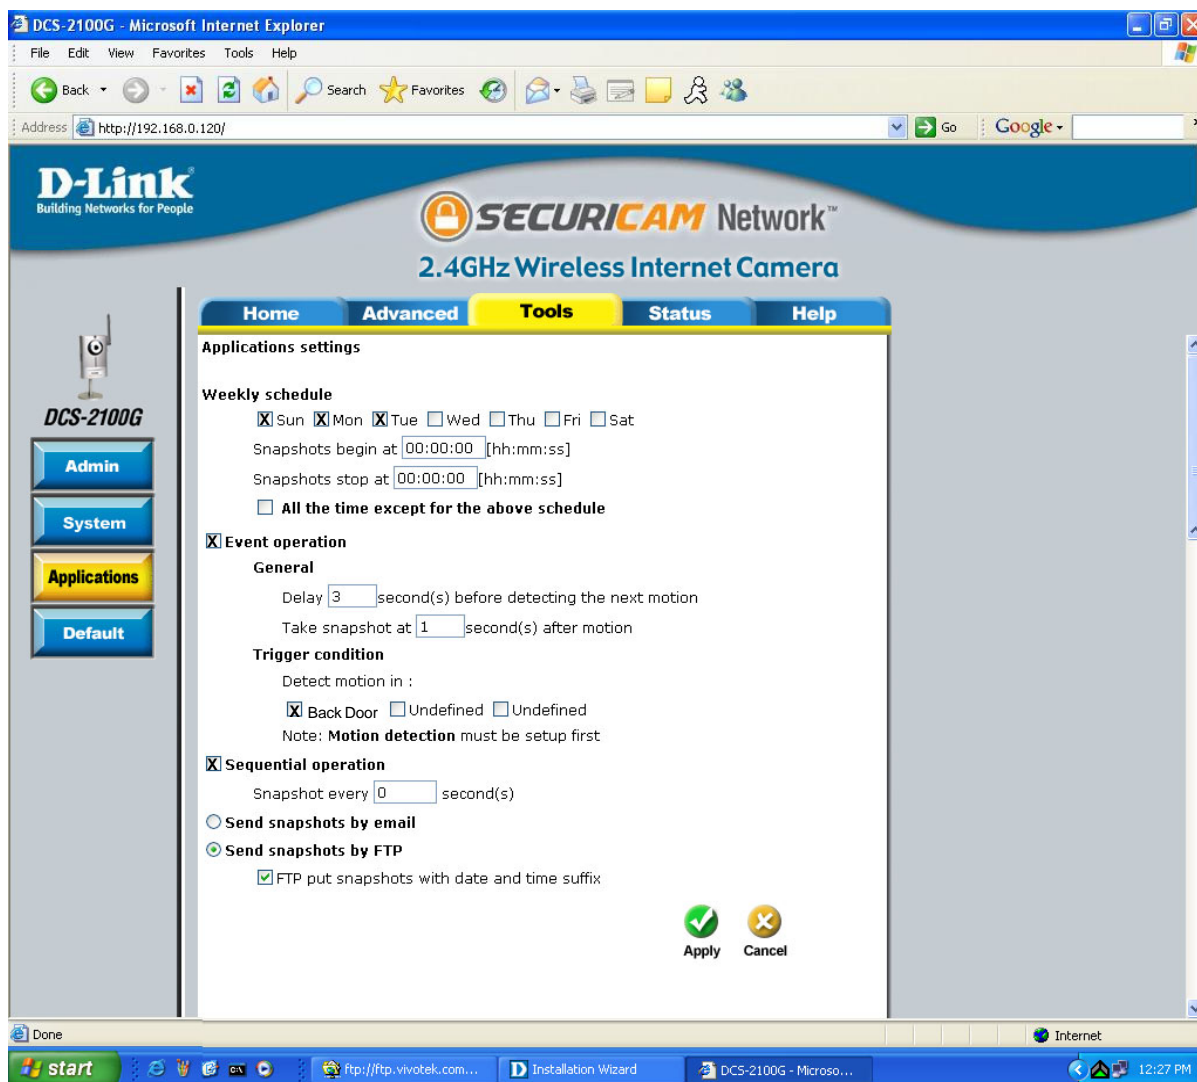 DCS-2100G - Microsoft Internet Explorer
File Edit View Favorites Tools Help
Back Search Favorites
Address http://192.168.0.120/ Go Google
D-Link
Building Networks for People
SECURICAM Network™
2.4GHz Wireless Internet Camera
Home Advanced Tools Status Help
DCS-2100G
Admin
System
Applications
Default
Applications settings
Weekly schedule
X Sun X Mon X Tue Wed Thu Fri Sat
Snapshots begin at 00:00:00 [hh:mm:ss]
Snapshots stop at 00:00:00 [hh:mm:ss]
All the time except for the above schedule
X Event operation
General
Delay 3 second(s) before detecting the next motion
Take snapshot at 1 second(s) after motion
Trigger condition
Detect motion in :
X Back Door Undefined Undefined
Note: Motion detection must be setup first
X Sequential operation
Snapshot every 0 second(s)
Send snapshots by email
Send snapshots by FTP
FTP put snapshots with date and time suffix
Apply Cancel
Done Internet
start ftp://ftp.vivotek.com... Installation Wizard DCS-2100G - Microso... 12:27 PM